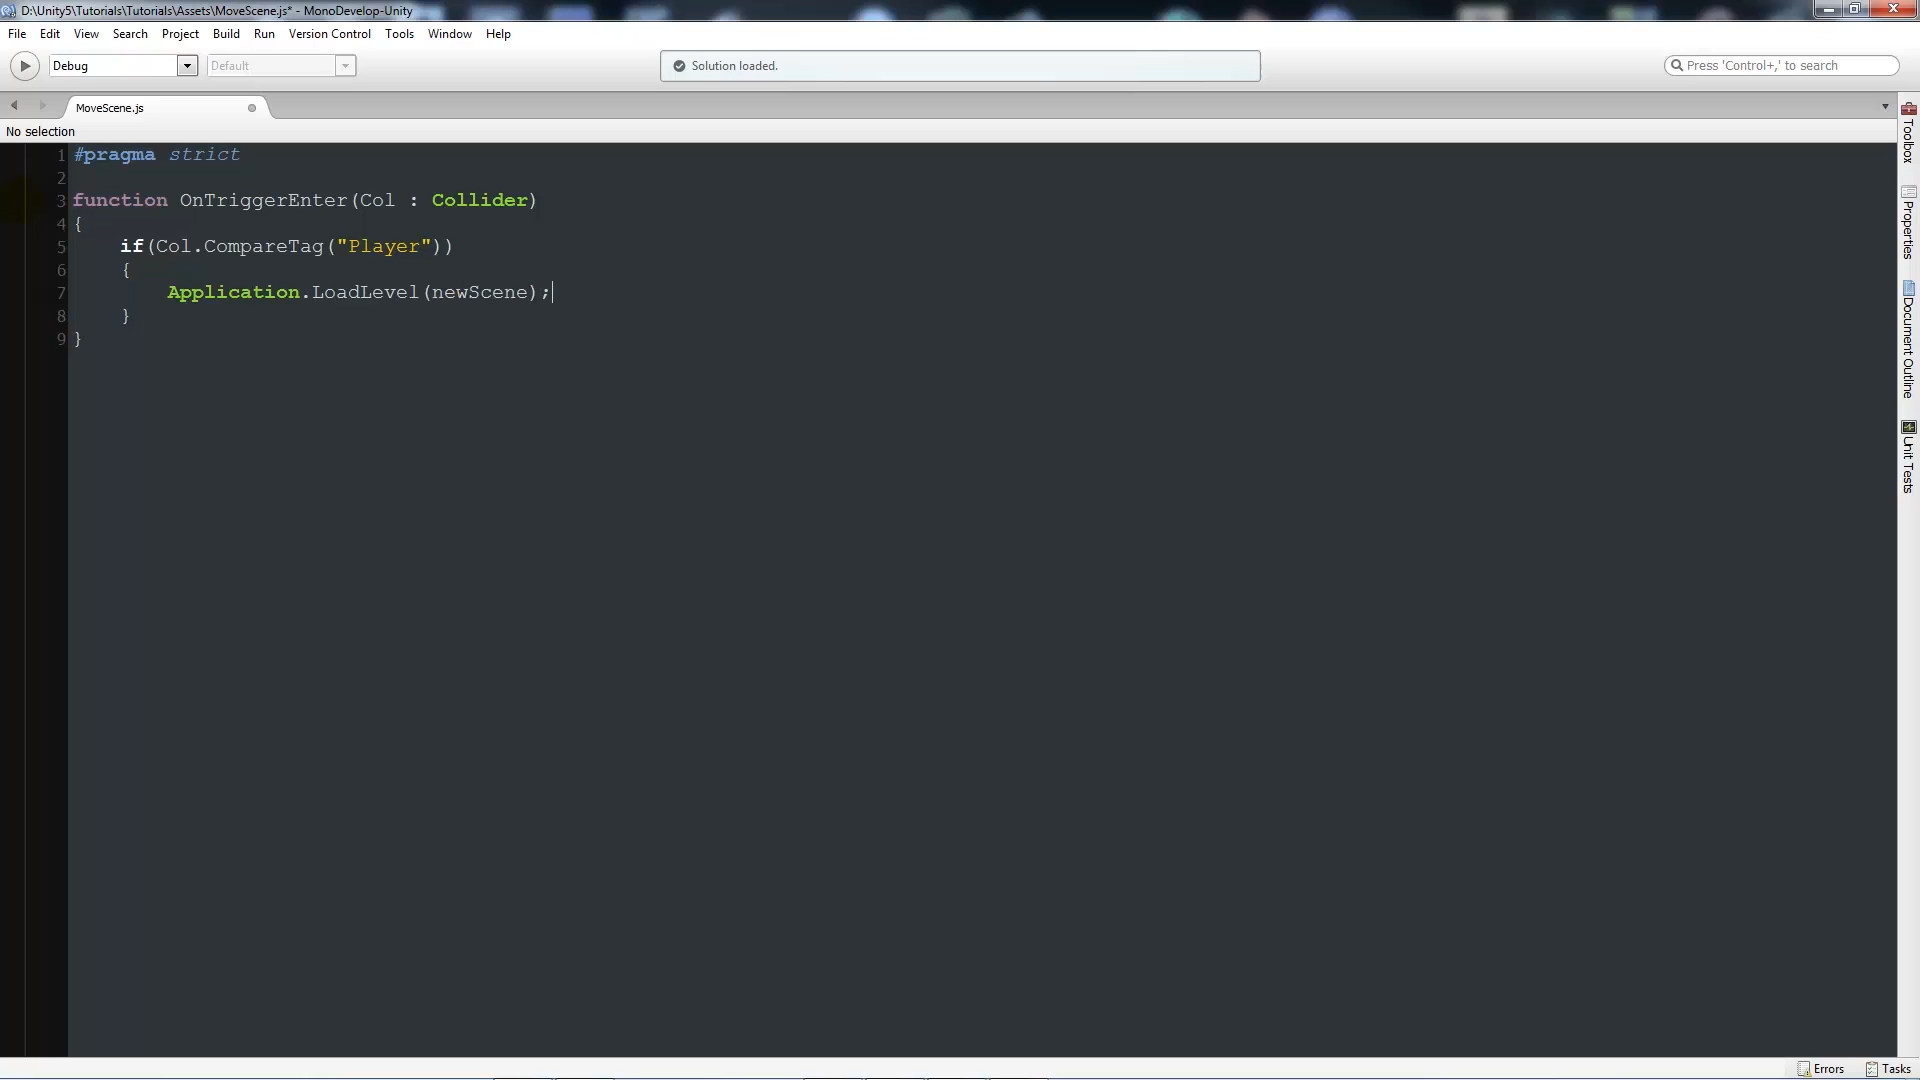 D:\Unity5\Tutorials\Tutorials\Assets\MoveScene.js* - MonoDevelop-Unity
File Edit View Search Project Build Run Version Control Tools Window Help
Debug Default Solution loaded. Press 'Control+,' to search
MoveScene.js
No selection
1 #pragma strict
2
3 function OnTriggerEnter(Col : Collider)
4 {
5 if(Col.CompareTag("Player"))
6 {
7 Application.LoadLevel(newScene);
8 }
9 }
Toolbox
Properties
Document Outline
Unit Tests
Errors Tasks